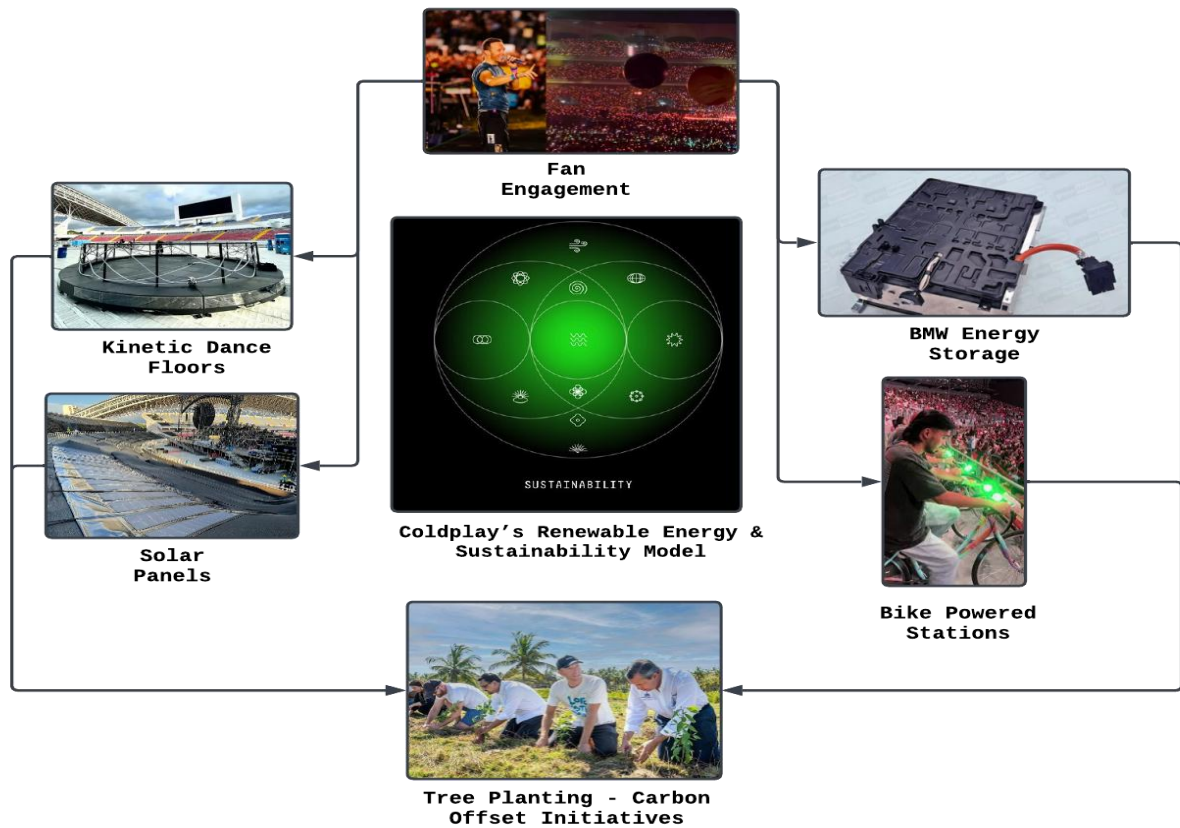 Fan
Engagement
Kinetic Dance
Floors
BMW Energy
Storage
SUSTAINABILITY
Coldplay’s Renewable Energy &
Sustainability Model
Solar
Panels
Bike Powered
Stations
Tree Planting - Carbon
Offset Initiatives